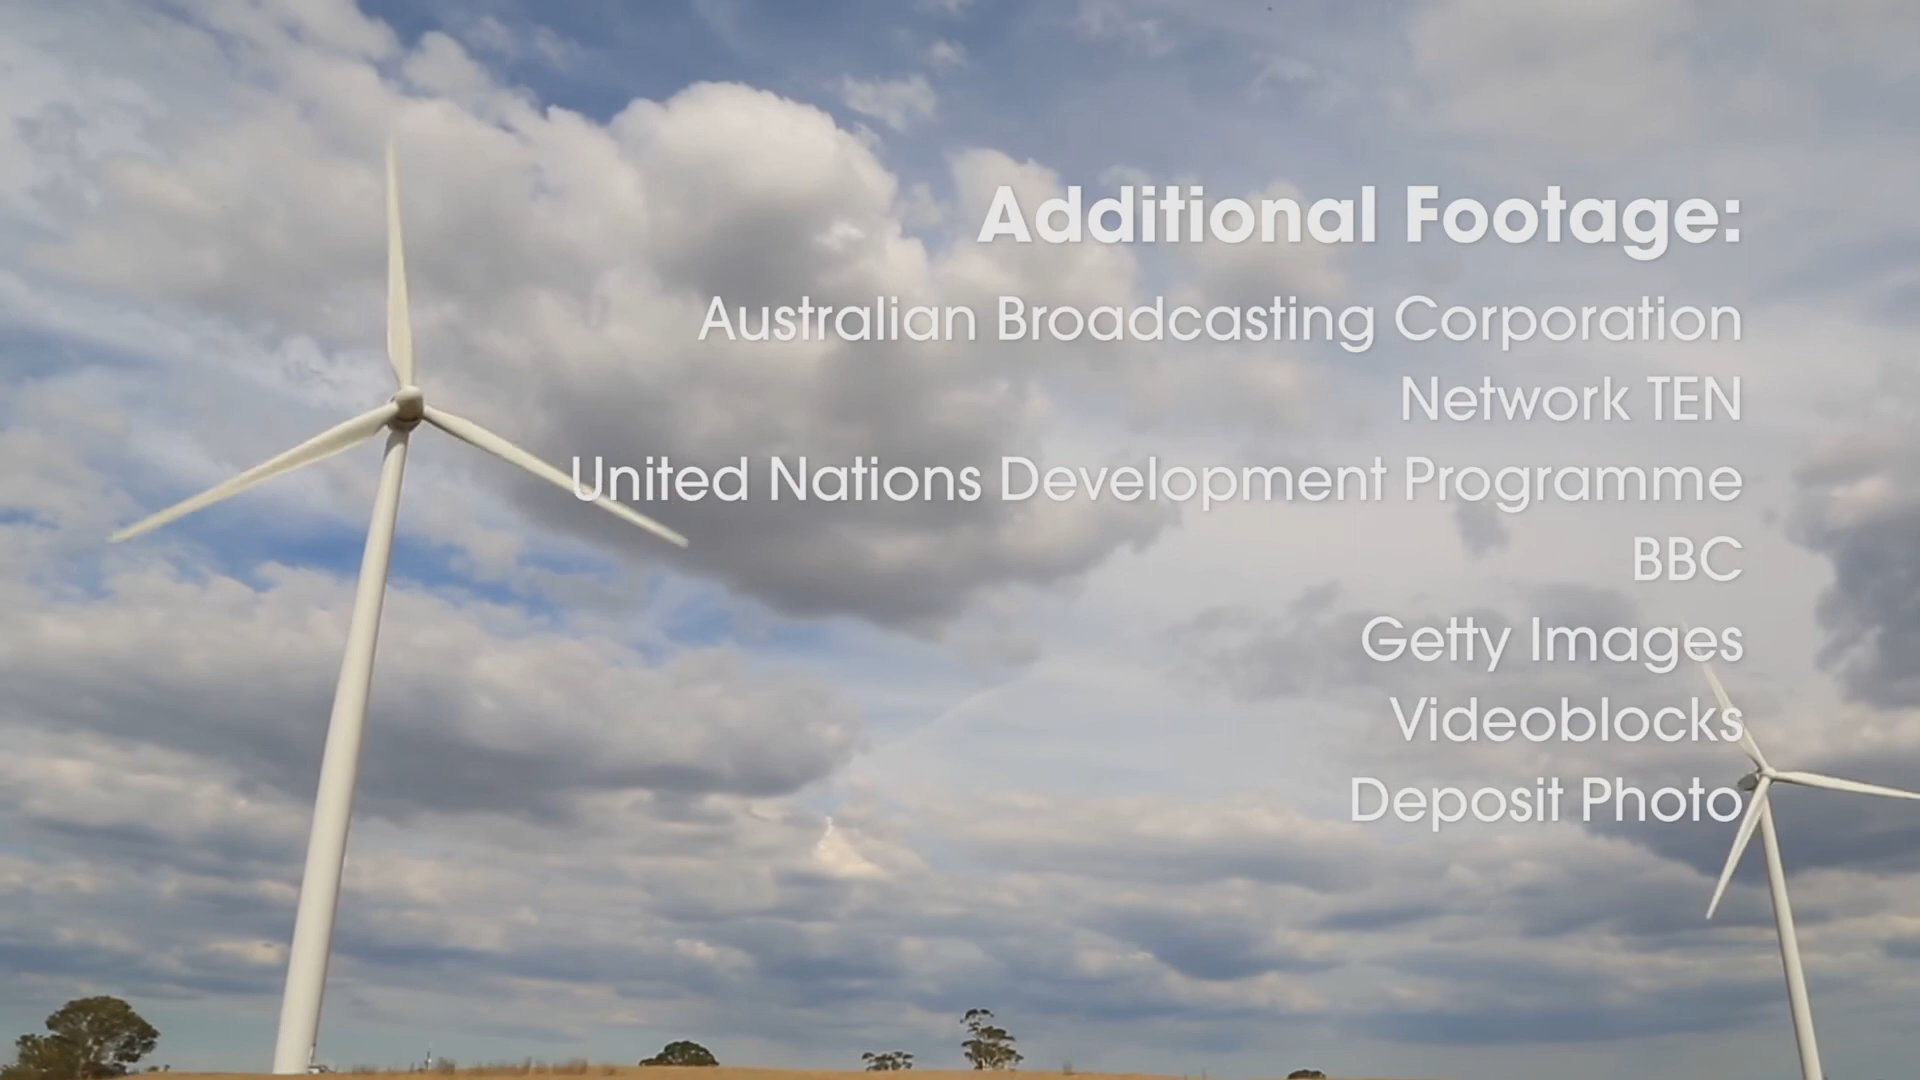 Additional Footage:
Australian Broadcasting Corporation
Network TEN
United Nations Development Programme
BBC
Getty Images
Videoblocks
Deposit Photo